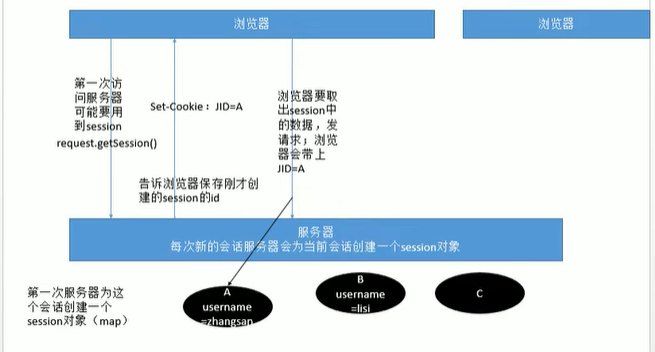 浏览器
浏览器
第一次访
问服务器
可能要用
到session
request.getSession()
Set-Cookie：JID=A
浏览器要取
出session中
的数据，发
请求；浏览
器会带上
JID=A
告诉浏览器保存刚才创
建的session的id
服务器
每次新的会话服务器会为当前会话创建一个session对象
第一次服务器为这
个会话创建一个
session对象（map）
A
username
=zhangsan
B
username
=lisi
C